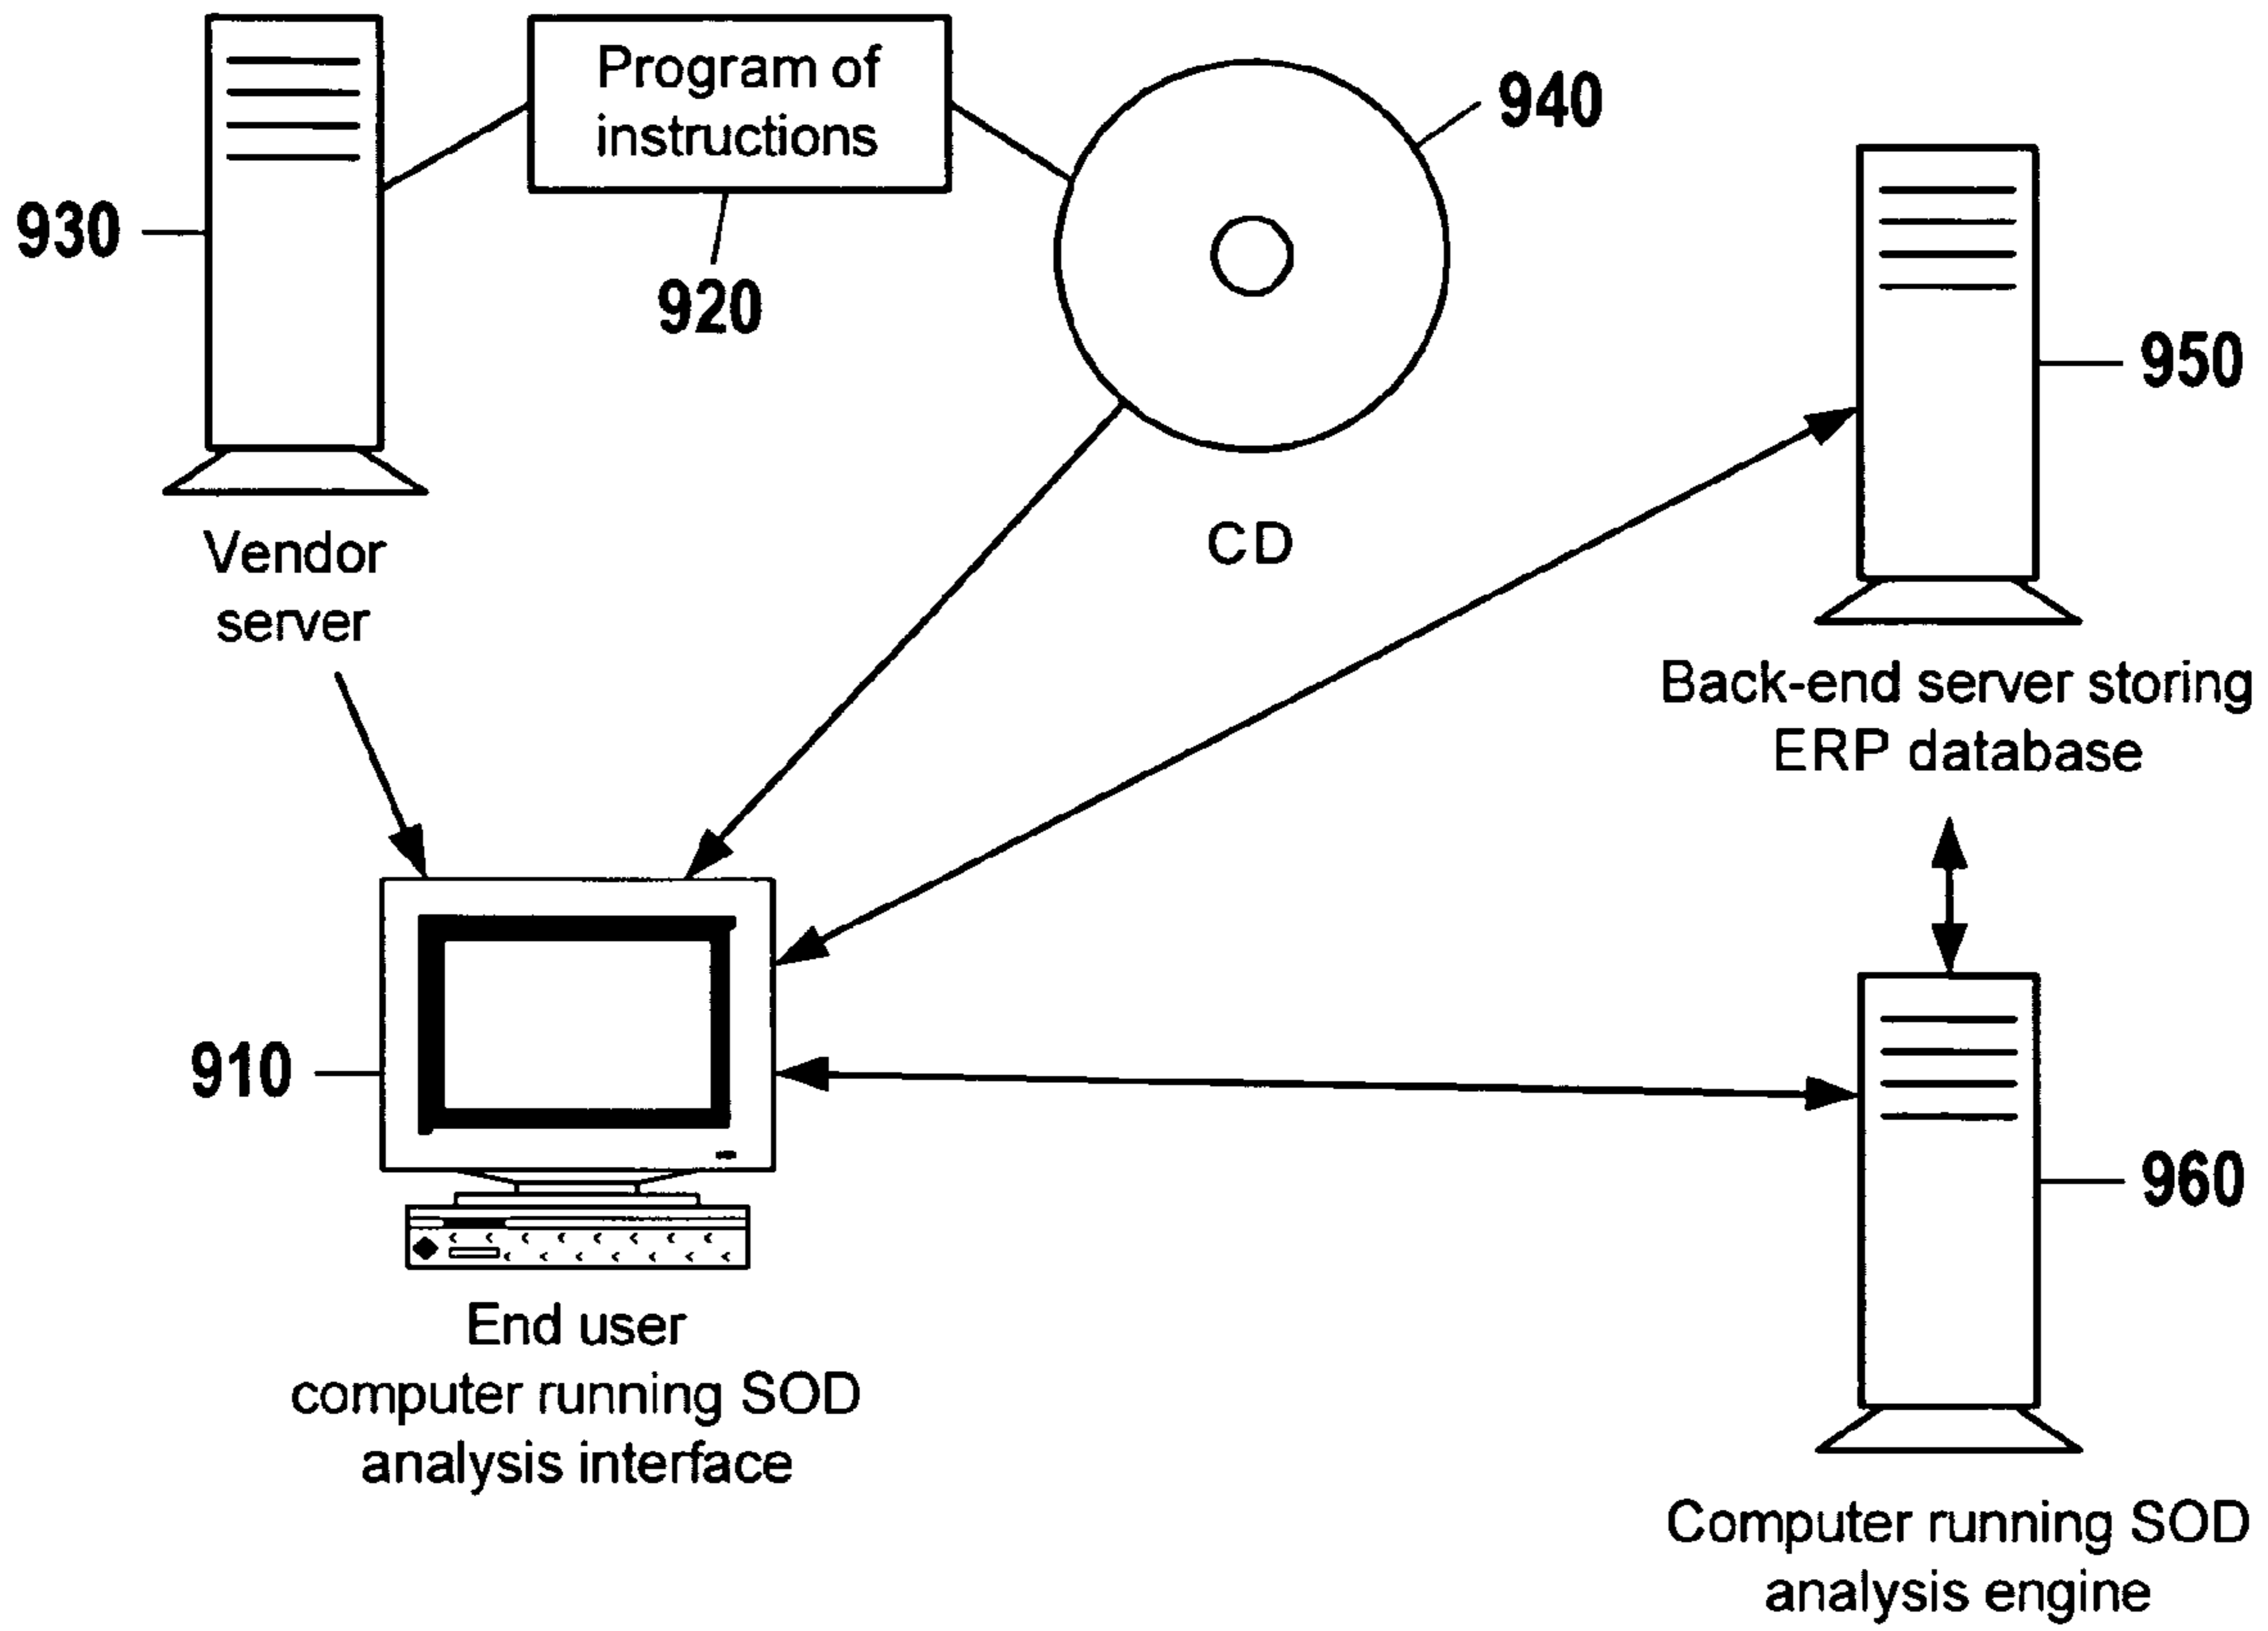 Program of
instructions
940
930
920
950
Vendor
server
CD
Back-end server storing
ERP database
910
960
End user
computer running SOD
analysis interface
Computer running SOD
analysis engine